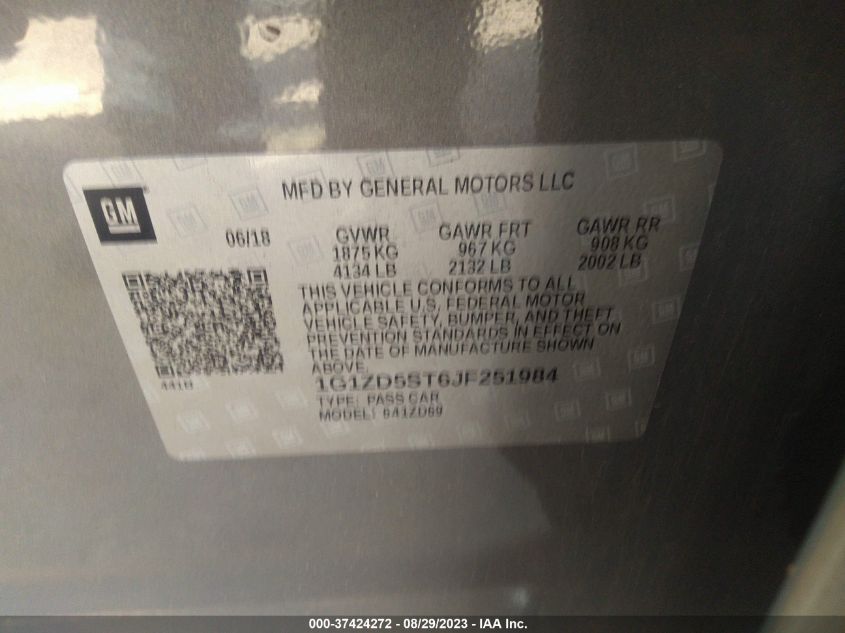 GM
MFD BY GENERAL MOTORS LLC
06/18 GVWR GAWR FRT GAWR RR
1875 KG 967 KG 908 KG
4134 LB 2132 LB 2002 LB
THIS VEHICLE CONFORMS TO ALL
APPLICABLE U.S. FEDERAL MOTOR
VEHICLE SAFETY, BUMPER, AND THEFT
PREVENTION STANDARDS IN EFFECT ON
THE DATE OF MANUFACTURE SHOWN
ABOVE.
1G1ZD5ST6JF251984
TYPE: PASS CAR
MODEL:
000-37424272 - 08/29/2023 - IAA Inc.